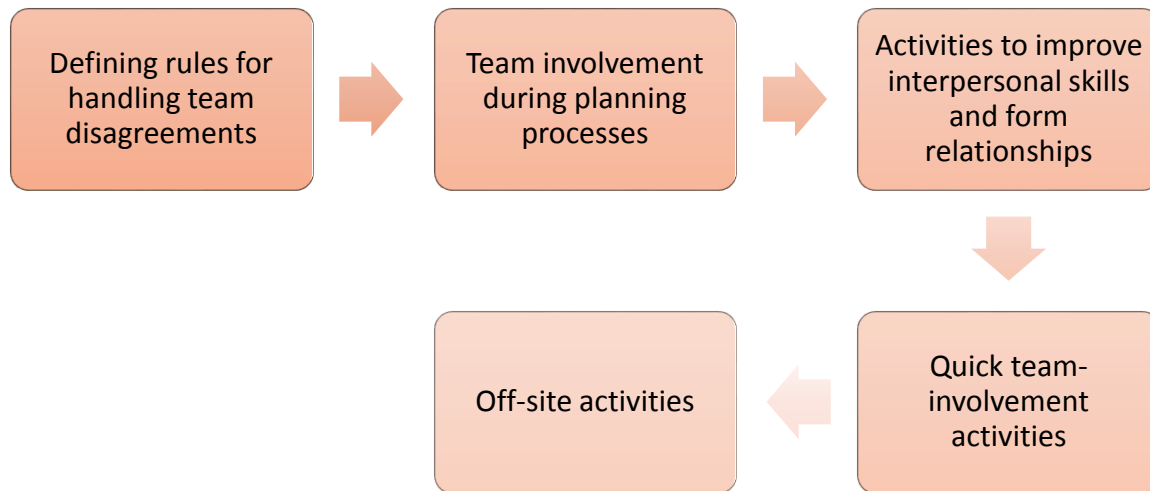 Defining rules for
handling team
disagreements
Team involvement
during planning
processes
Activities to improve
interpersonal skills
and form
relationships
Quick team-
involvement
activities
Off-site activities